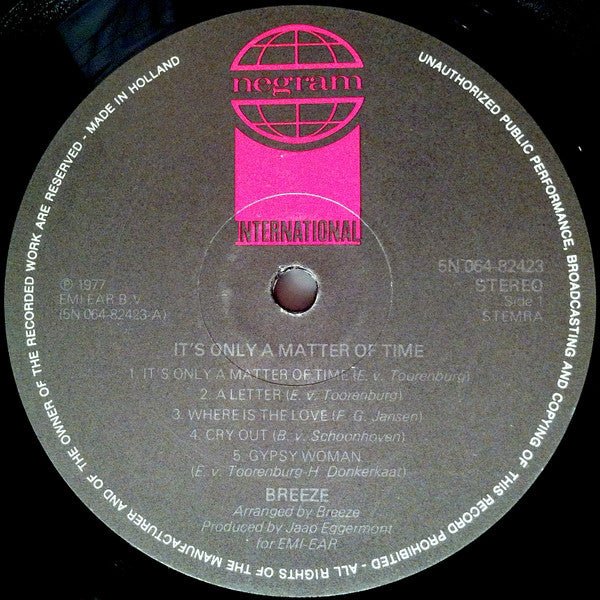 negram
INTERNATIONAL
℗ 1977
EMI-EAR B.V.
(5N 064-82423-A)
5N 064-82423
STEREO
Side 1
STEMRA
IT'S ONLY A MATTER OF TIME
1. IT'S ONLY A MATTER OF TIME (E. v. Toorenburg)
2. A LETTER (E. v. Toorenburg)
3. WHERE IS THE LOVE (F. G. Jansen)
4. CRY OUT (B. v. Schoonhoven)
5. GYPSY WOMAN
(E. v. Toorenburg-H. Donkerkaat)
BREEZE
Arranged by Breeze
Produced by Jaap Eggermont
for EMI-EAR
UNAUTHORIZED PUBLIC PERFORMANCE, BROADCASTING AND COPYING OF THIS RECORD PROHIBITED - ALL RIGHTS OF THE MANUFACTURER AND OF THE OWNER OF THE RECORDED WORK ARE RESERVED - MADE IN HOLLAND